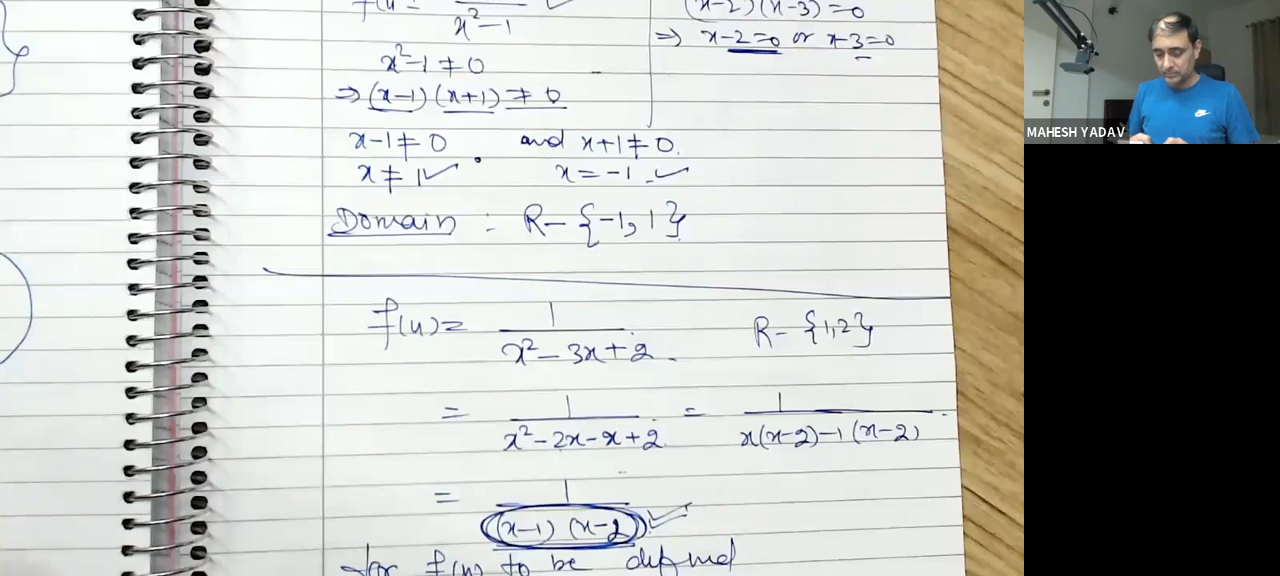 f(x) =
x²-1
(x-2)(x-3)=0
⇒ x-2=0 or x-3=0
x²-1≠0
⇒ (x-1) (x+1) ≠ 0
x-1≠0 and x+1≠0.
x≠1 x=-1
Domain : R-{-1, 1}
f(x)= 1/(x²-3x+2) R-{1,2}
= 1/(x²-2x-x+2) = 1/(x(x-2)-1(x-2))
= 1/((x-1)(x-2))
for f(x) to be defined
MAHESH YADAV